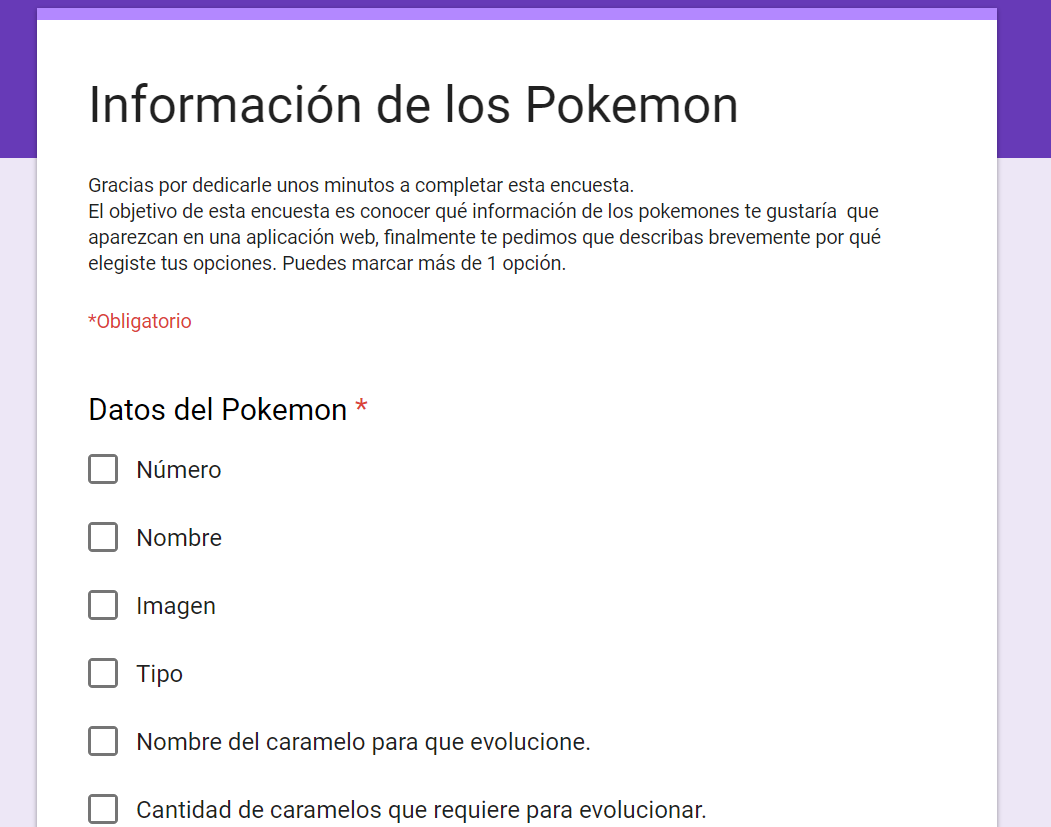 Información de los Pokemon
Gracias por dedicarle unos minutos a completar esta encuesta.
El objetivo de esta encuesta es conocer qué información de los pokemones te gustaría  que
aparezcan en una aplicación web, finalmente te pedimos que describas brevemente por qué
elegiste tus opciones. Puedes marcar más de 1 opción.
*Obligatorio
Datos del Pokemon *
Número
Nombre
Imagen
Tipo
Nombre del caramelo para que evolucione.
Cantidad de caramelos que requiere para evolucionar.